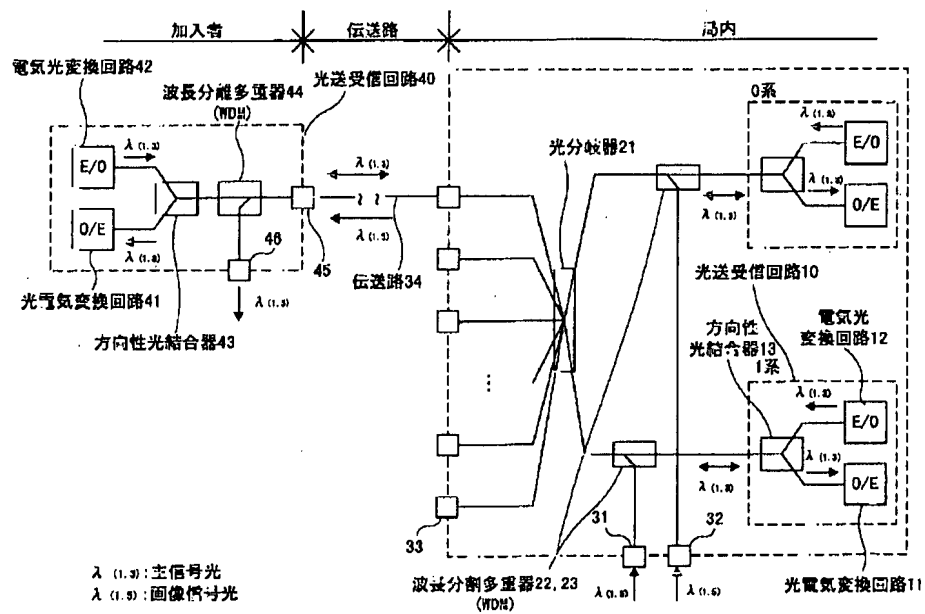 加入者
伝送路
局内
電気光変換回路42
波長分離多重器44
(WDM)
光送受信回路40
λ(1.3)
E/O
O/E
λ(1.3)
46
λ(1.5)
光電気変換回路41
方向性光結合器43
λ(1.3)
λ(1.5)
45
伝送路34
光分岐器21
0系
λ(1.3)
E/O
λ(1.3)
O/E
λ(1.3)
光送受信回路10
方向性
光結合器13
1系
電気光
変換回路12
λ(1.3)
E/O
λ(1.3)
O/E
λ(1.3)
33
31
32
波長分割多重器22,23
(WDM)
λ(1.5)
λ(1.5)
光電気変換回路11
λ(1.3):主信号光
λ(1.5):画像信号光